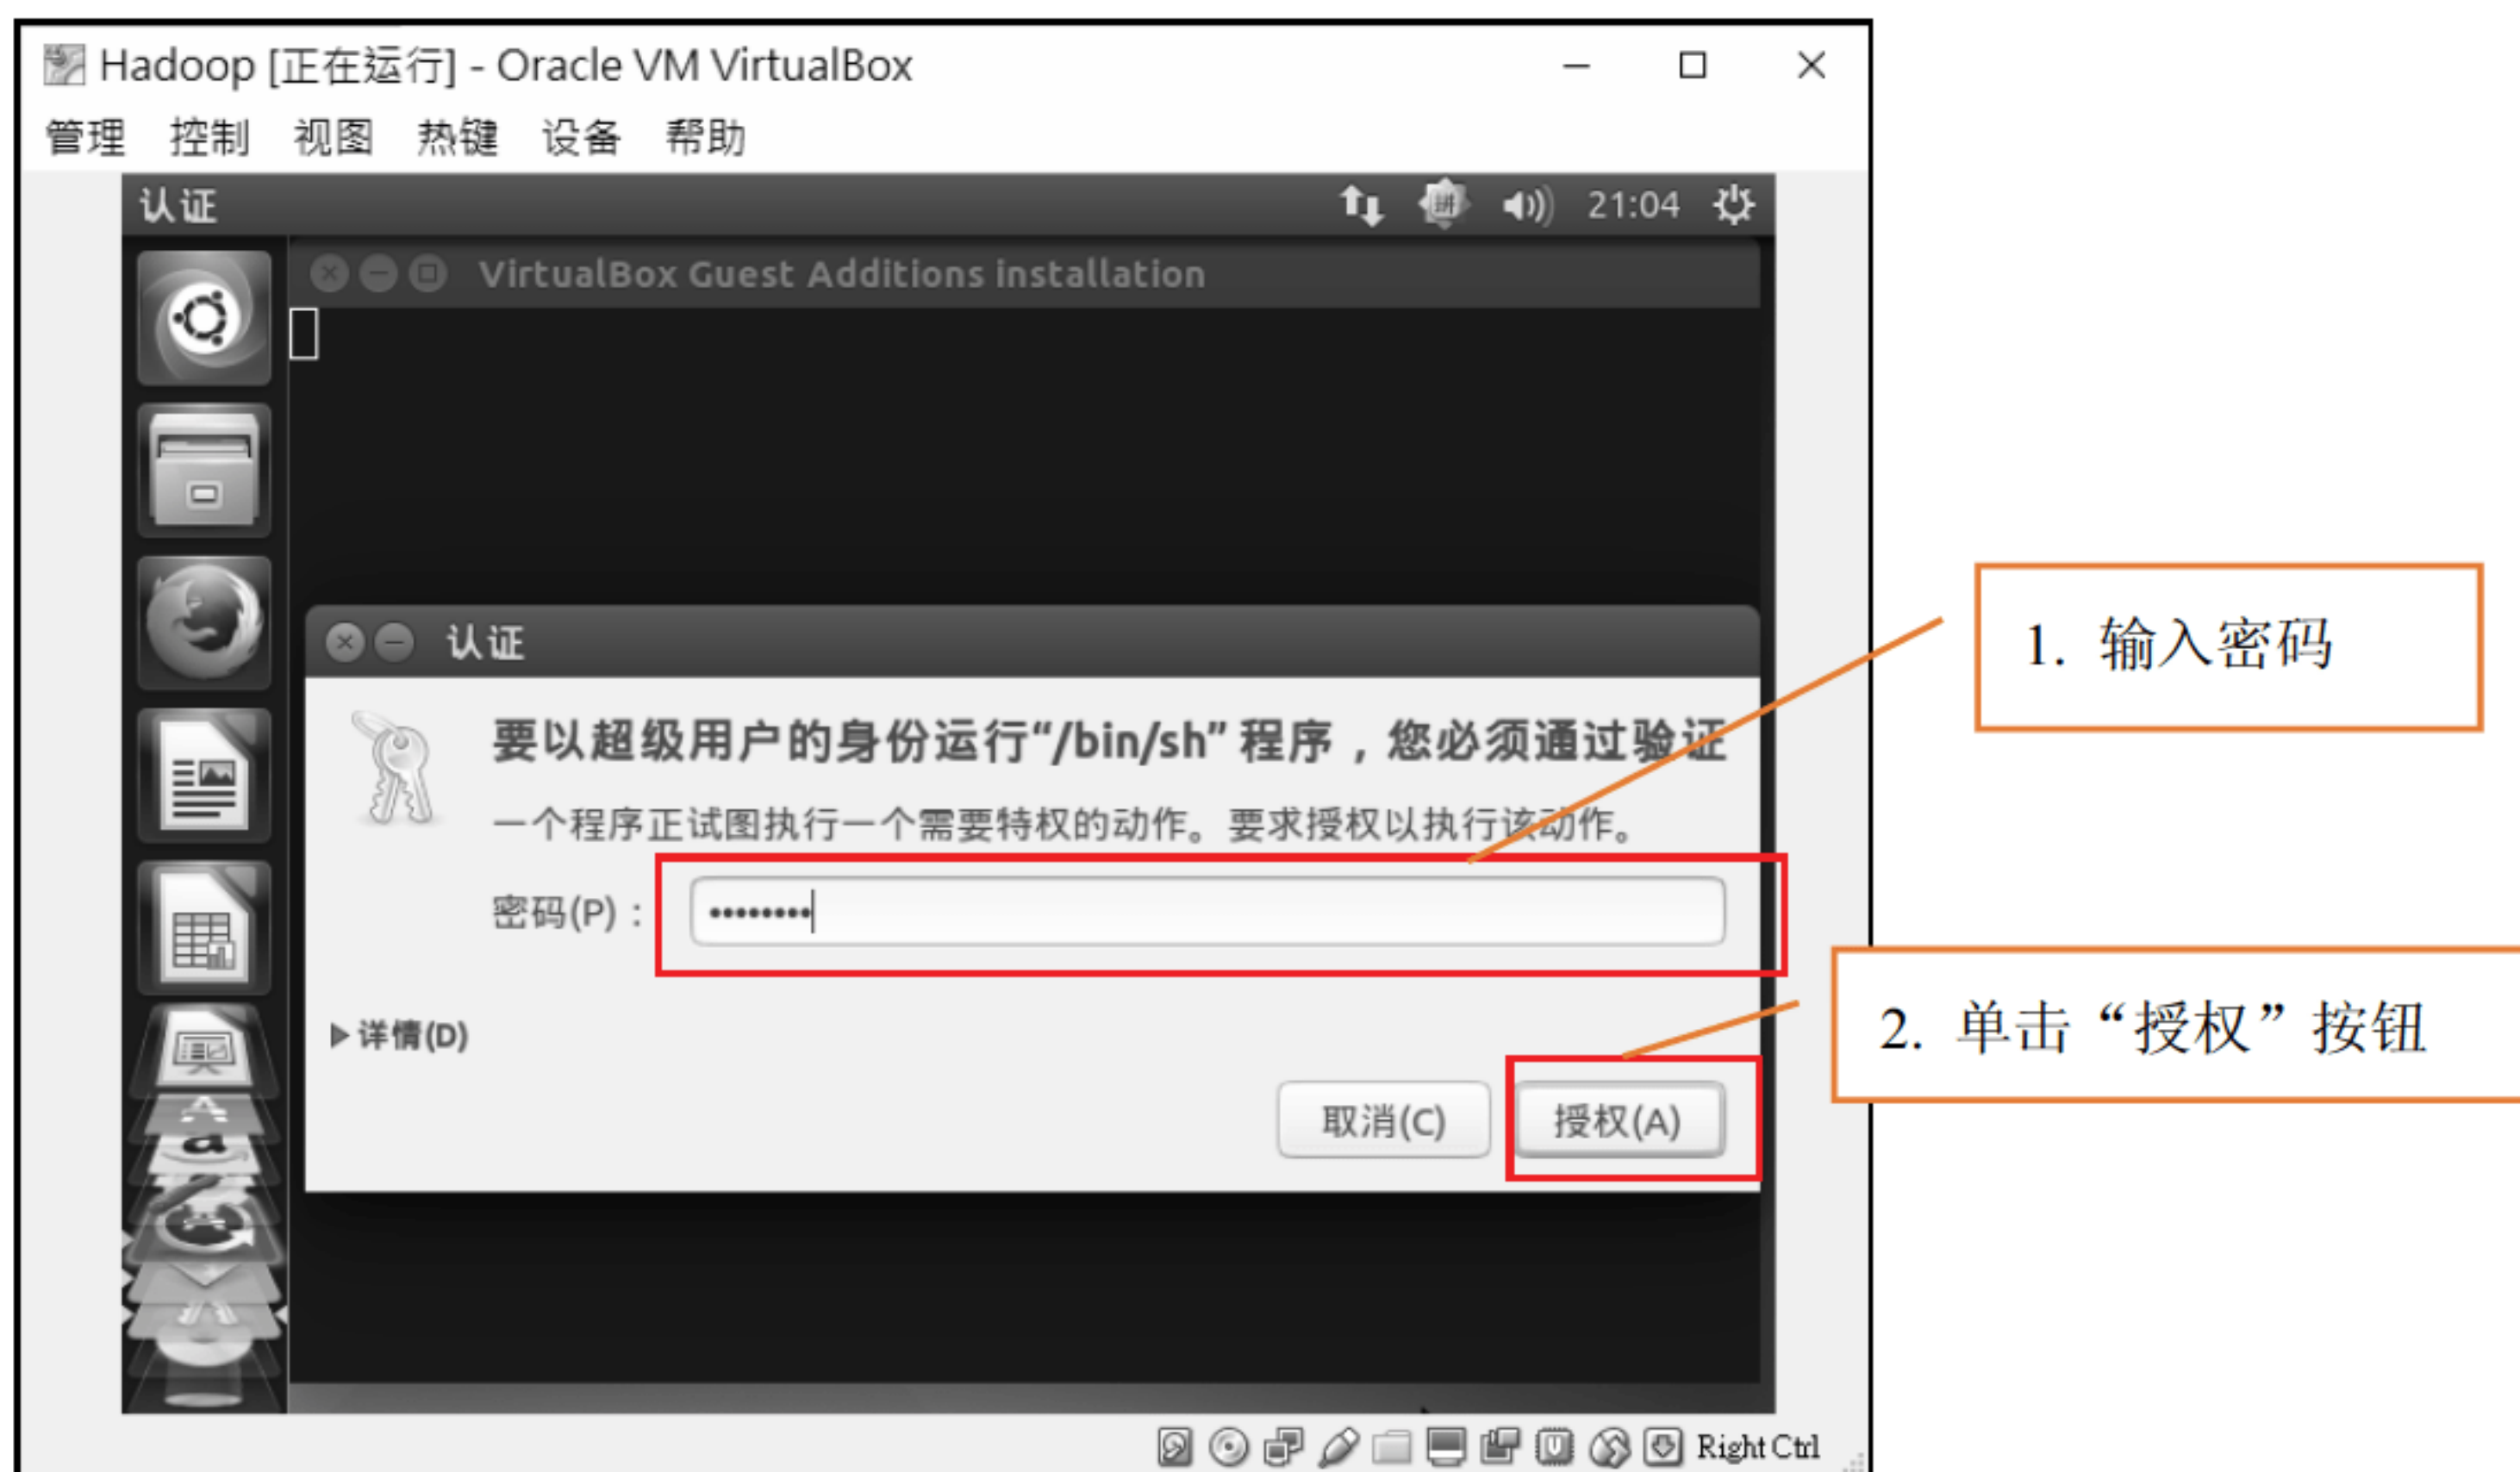 Hadoop [正在运行] - Oracle VM VirtualBox
管理 控制 视图 热键 设备 帮助
认证 21:04
VirtualBox Guest Additions installation
认证
要以超级用户的身份运行“/bin/sh” 程序，您必须通过验证
一个程序正试图执行一个需要特权的动作。要求授权以执行该动作。
密码(P)： ••••••••
详情(D)
取消(C) 授权(A)
1. 输入密码
2. 单击“授权”按钮
Right Ctrl